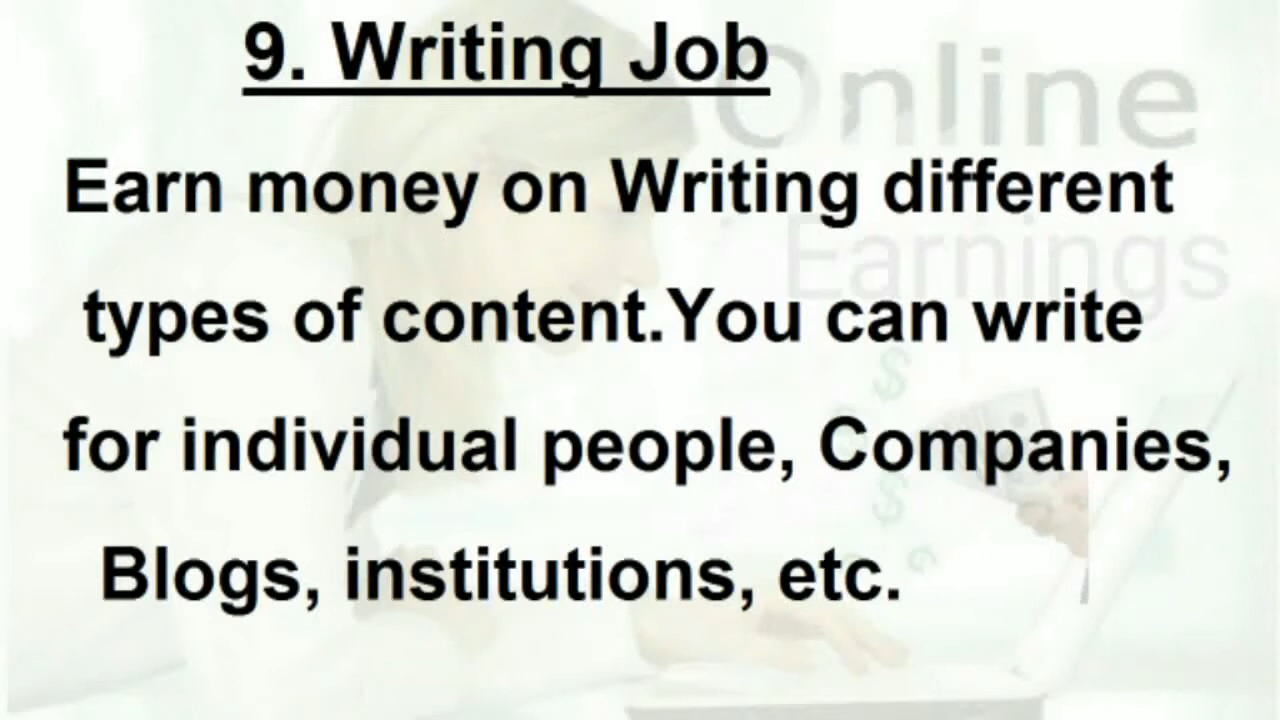 9. Writing Job
Online
Earn money on Writing different
Earnings
types of content.You can write
for individual people, Companies,
Blogs, institutions, etc.